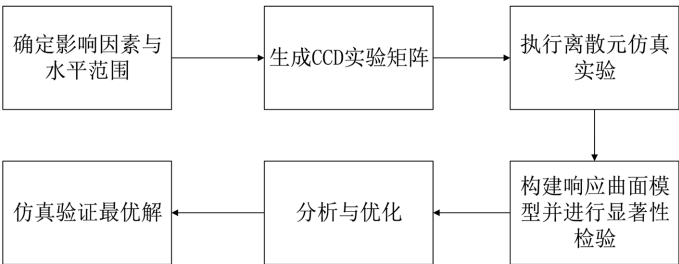 确定影响因素与
水平范围
生成CCD实验矩阵
执行离散元仿真
实验
构建响应曲面模
型并进行显著性
检验
分析与优化
仿真验证最优解